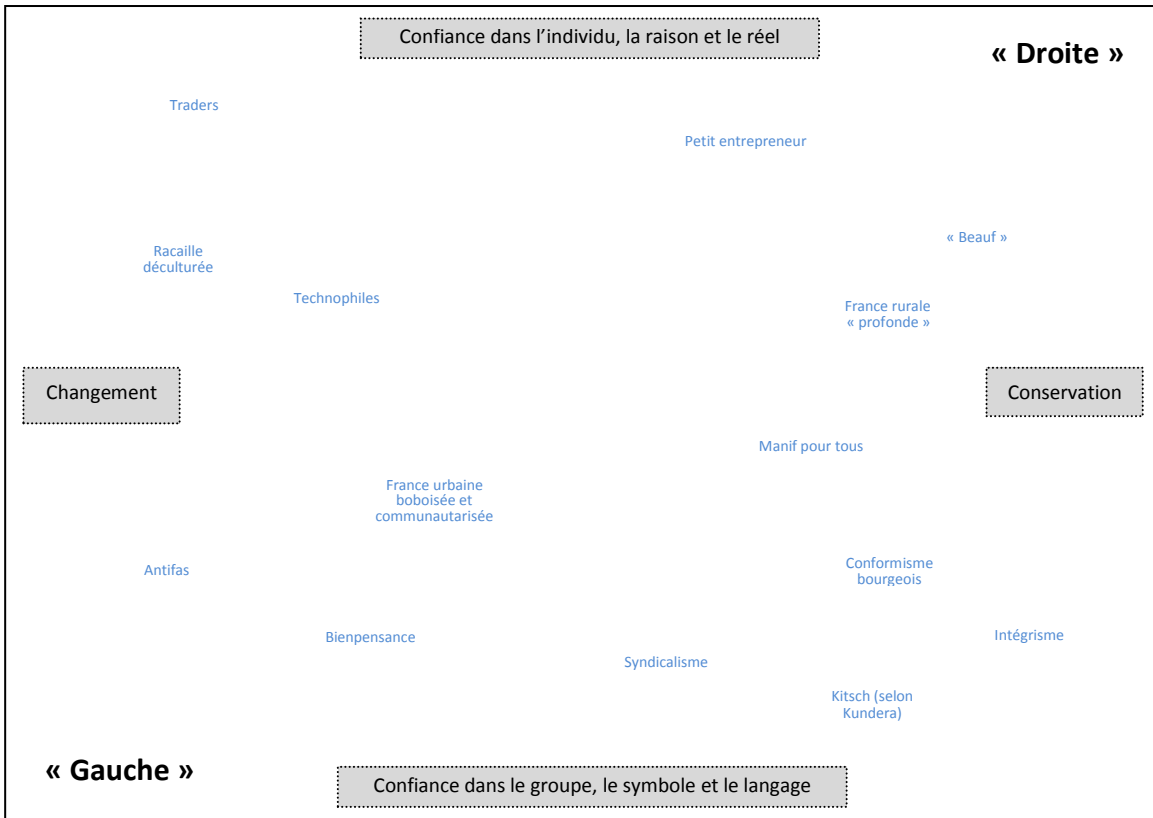 Confiance dans l’individu, la raison et le réel
« Droite »
Traders
Petit entrepreneur
« Beauf »
Racaille
déculturée
Technophiles
France rurale
« profonde »
Changement
Conservation
Manif pour tous
France urbaine
boboisée et
communautarisée
Antifas
Conformisme
bourgeois
Bienpensance
Intégrisme
Syndicalisme
Kitsch (selon
Kundera)
« Gauche »
Confiance dans le groupe, le symbole et le langage